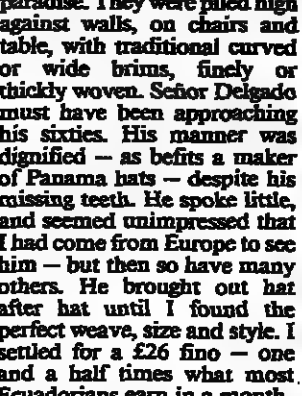 paradise. They were piled high
against walls, on chairs and
table, with traditional curved
or wide brims, finely or
thickly woven. Señor Delgado
must have been approaching
his sixties. His manner was
dignified — as befits a maker
of Panama hats — despite his
missing teeth. He spoke little,
and seemed unimpressed that
I had come from Europe to see
him — but then so have many
others. He brought out hat
after hat until I found the
perfect weave, size and style. I
settled for a £26 fino — one
and a half times what most
Ecuadorians earn in a month.